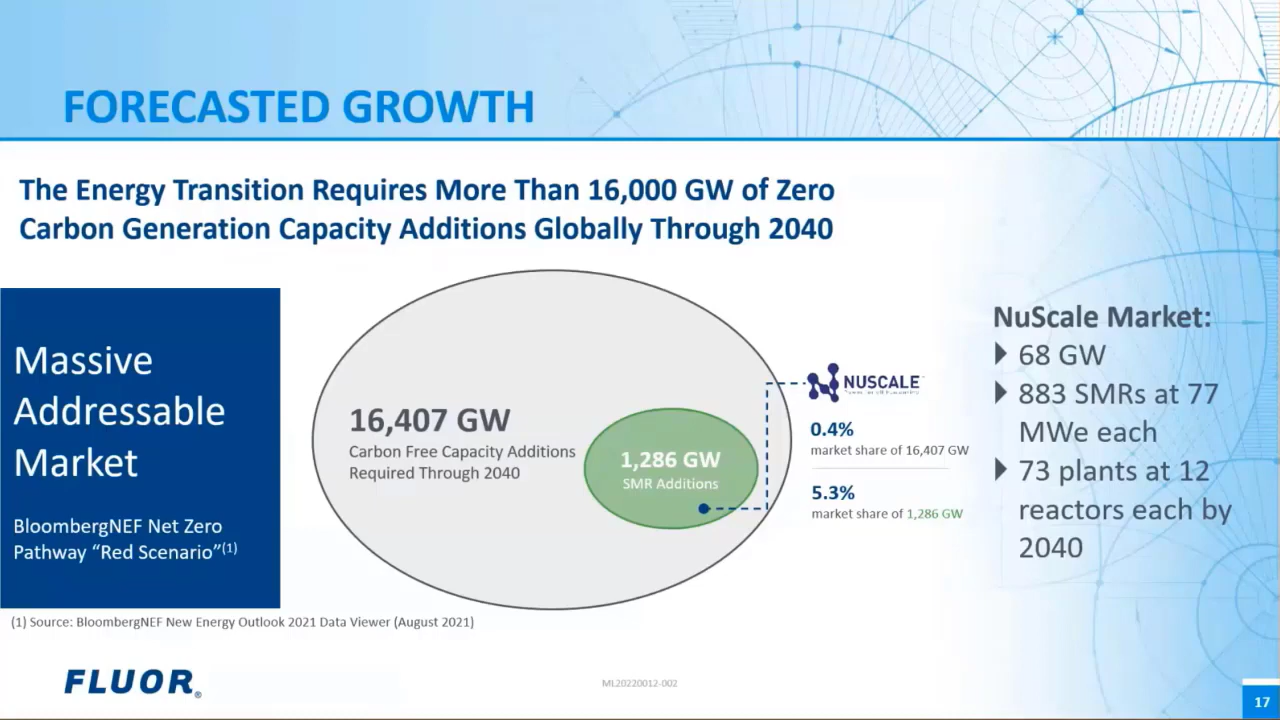 FORECASTED GROWTH
The Energy Transition Requires More Than 16,000 GW of Zero
Carbon Generation Capacity Additions Globally Through 2040
Massive
Addressable
Market
BloombergNEF Net Zero
Pathway “Red Scenario”(1)
16,407 GW
Carbon Free Capacity Additions
Required Through 2040
1,286 GW
SMR Additions
NUSCALE
0.4%
market share of 16,407 GW
5.3%
market share of 1,286 GW
NuScale Market:
68 GW
883 SMRs at 77
MWe each
73 plants at 12
reactors each by
2040
(1) Source: BloombergNEF New Energy Outlook 2021 Data Viewer (August 2021)
FLUOR®
ML20220012-002
17